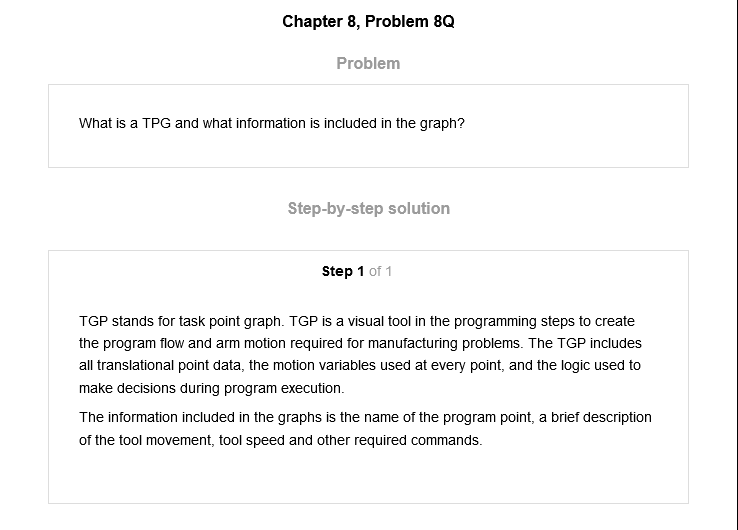 Chapter 8, Problem 8Q
Problem
What is a TPG and what information is included in the graph?
Step-by-step solution
Step 1 of 1
TGP stands for task point graph. TGP is a visual tool in the programming steps to create
the program flow and arm motion required for manufacturing problems. The TGP includes
all translational point data, the motion variables used at every point, and the logic used to
make decisions during program execution.
The information included in the graphs is the name of the program point, a brief description
of the tool movement, tool speed and other required commands.